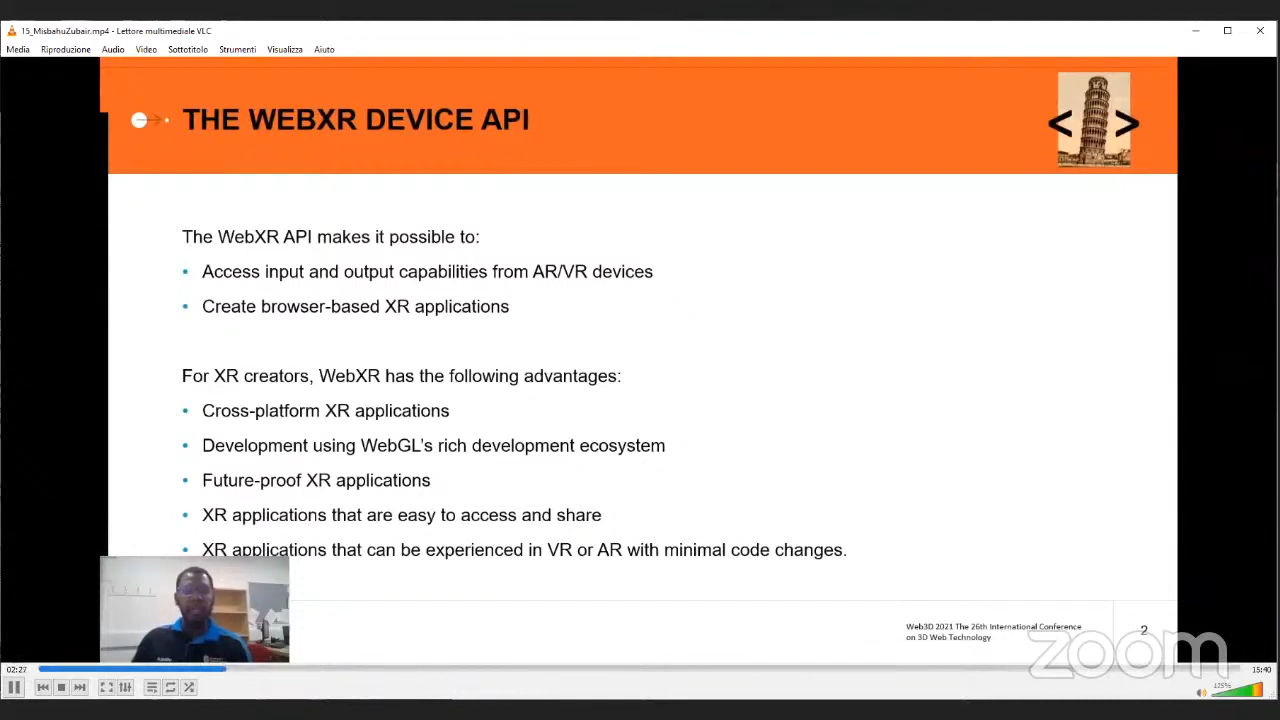 15_MisbahuZubair.mp4 - Lettore multimediale VLC
Media Riproduzione Audio Video Sottotitolo Strumenti Visualizza Aiuto
THE WEBXR DEVICE API
< >
The WebXR API makes it possible to:
• Access input and output capabilities from AR/VR devices
• Create browser-based XR applications
For XR creators, WebXR has the following advantages:
• Cross-platform XR applications
• Development using WebGL's rich development ecosystem
• Future-proof XR applications
• XR applications that are easy to access and share
• XR applications that can be experienced in VR or AR with minimal code changes.
Web3D 2021 The 26th International Conference
on 3D Web Technology
2
zoom
02:27
15:40
125%